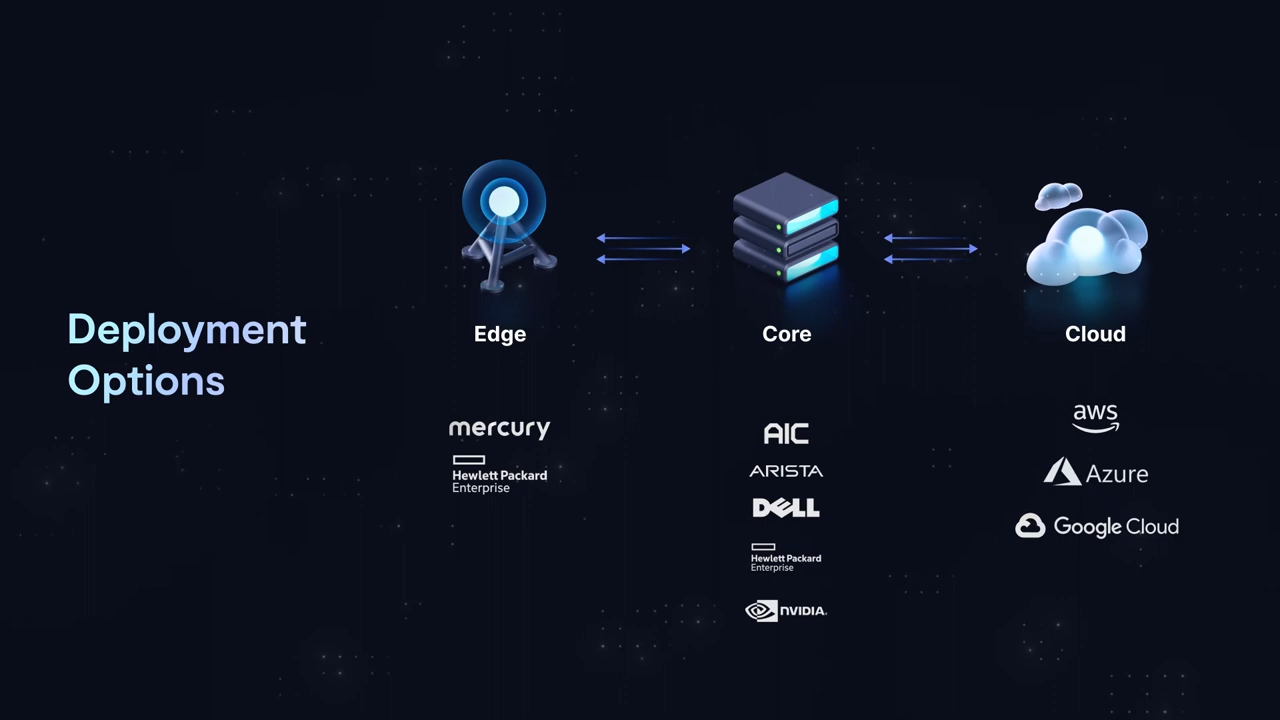 Deployment
Options
Edge
mercury
Hewlett Packard
Enterprise
Core
AIC
ARISTA
DELL
Hewlett Packard
Enterprise
NVIDIA.
Cloud
aws
Azure
Google Cloud